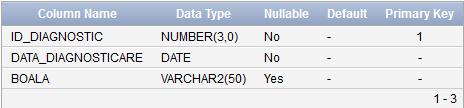 Column Name Data Type Nullable Default Primary Key
ID_DIAGNOSTIC NUMBER(3,0) No - 1
DATA_DIAGNOSTICARE DATE No - -
BOALA VARCHAR2(50) Yes - -
1 - 3